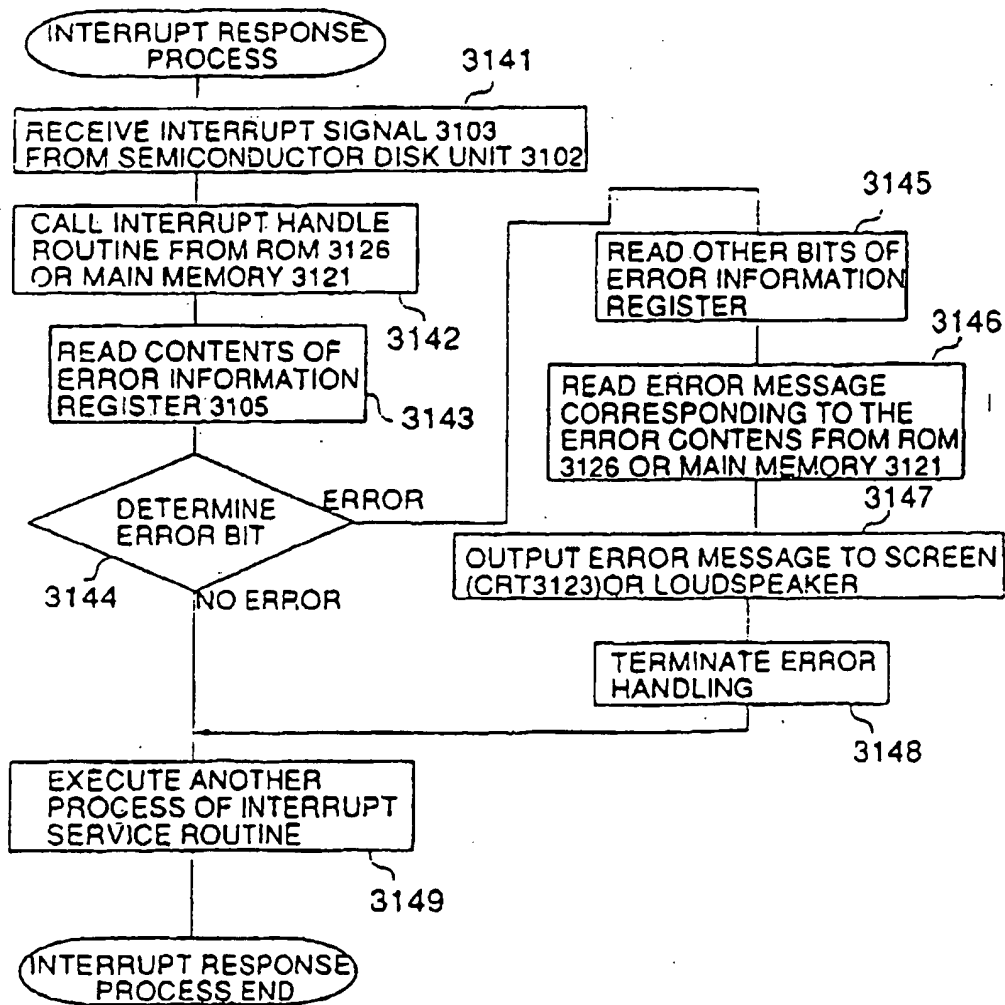 INTERRUPT RESPONSE
PROCESS
3141
RECEIVE INTERRUPT SIGNAL 3103
FROM SEMICONDUCTOR DISK UNIT 3102
CALL INTERRUPT HANDLE
ROUTINE FROM ROM 3126
OR MAIN MEMORY 3121
3142
READ CONTENTS OF
ERROR INFORMATION
REGISTER 3105
3143
DETERMINE
ERROR BIT
ERROR
3144
NO ERROR
3145
READ OTHER BITS OF
ERROR INFORMATION
REGISTER
3146
READ ERROR MESSAGE
CORRESPONDING TO THE
ERROR CONTENS FROM ROM
3126 OR MAIN MEMORY 3121
3147
OUTPUT ERROR MESSAGE TO SCREEN
(CRT3123)OR LOUDSPEAKER
TERMINATE ERROR
HANDLING
3148
EXECUTE ANOTHER
PROCESS OF INTERRUPT
SERVICE ROUTINE
3149
INTERRUPT RESPONSE
PROCESS END